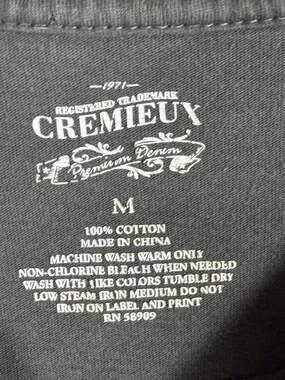 —1971—
REGISTERED TRADEMARK
CREMIEUX
Premium Denim
M
100% COTTON
MADE IN CHINA
MACHINE WASH WARM ONLY
NON-CHLORINE BLEACH WHEN NEEDED
WASH WITH LIKE COLORS TUMBLE DRY
LOW STEAM IRON MEDIUM DO NOT
IRON ON LABEL AND PRINT
RN 58909